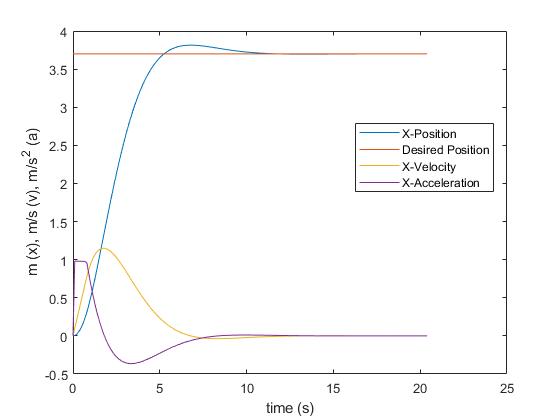 4
3.5
3
2.5
2
1.5
1
0.5
0
-0.5
m (x), m/s (v), m/s² (a)
X-Position
Desired Position
X-Velocity
X-Acceleration
0 5 10 15 20 25
time (s)